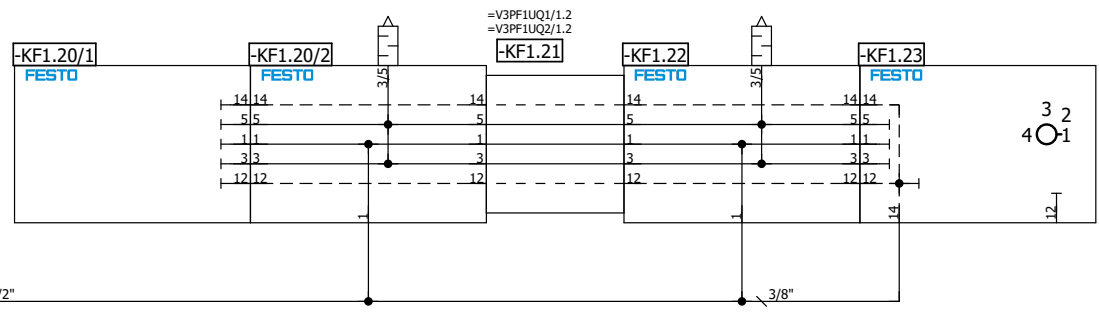 =V3PF1UQ1/1.2
=V3PF1UQ2/1.2
-KF1.20/1 -KF1.20/2 -KF1.21 -KF1.22 -KF1.23
FESTO FESTO FESTO FESTO
3/5 3/5
14 14 14 14 14 14
5 5 5 5 5 5
1 1 1 1 1 1
3 3 3 3 3 3
12 12 12 12 12 12
3 2
4 1
1 1 14 12
/2" 3/8"